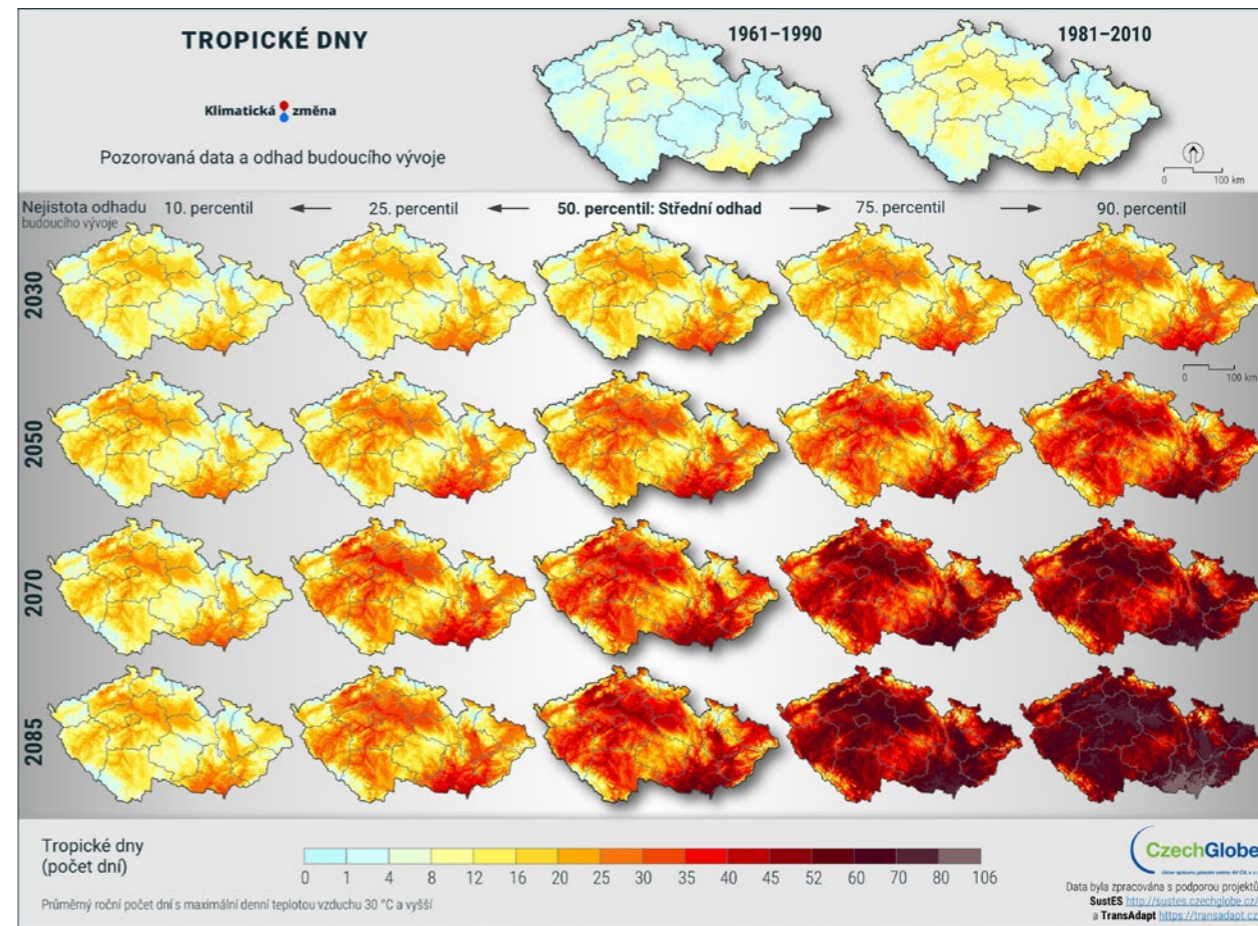 TROPICKÉ DNY
1961–1990
1981–2010
Klimatická změna
Pozorovaná data a odhad budoucího vývoje
0 100 km
Nejistota odhadu
budoucího vývoje
10. percentil
25. percentil
50. percentil: Střední odhad
75. percentil
90. percentil
2030
0 100 km
2050
2070
2085
Tropické dny
(počet dní)
0 1 4 8 12 16 20 25 30 35 40 45 52 60 70 80 106
Průměrný roční počet dní s maximální denní teplotou vzduchu 30 °C a vyšší
CzechGlobe
Data byla zpracována s podporou projektů
SustES http://sustes.czechglobe.cz/
a TransAdapt https://transadapt.cz